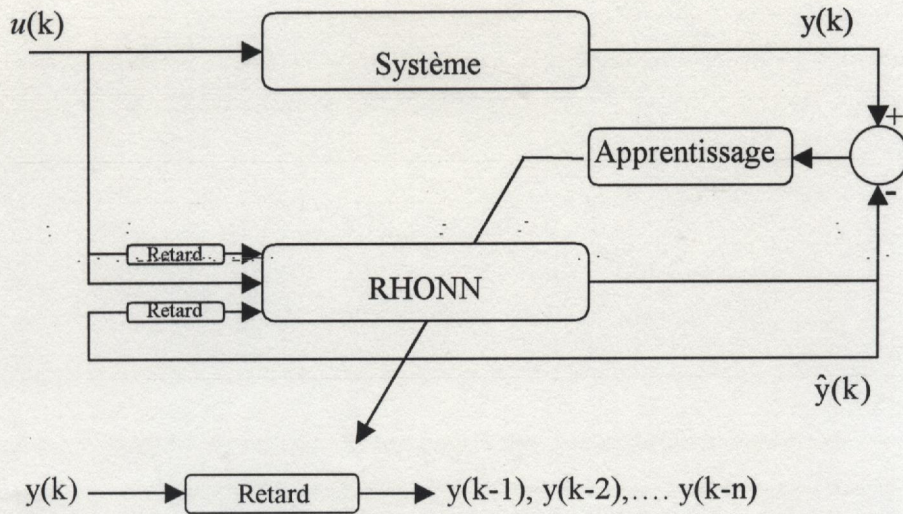 u(k)
y(k)
Système
+
Apprentissage
-
Retard
RHONN
Retard
ŷ(k)
y(k)
Retard
y(k-1), y(k-2),.... y(k-n)